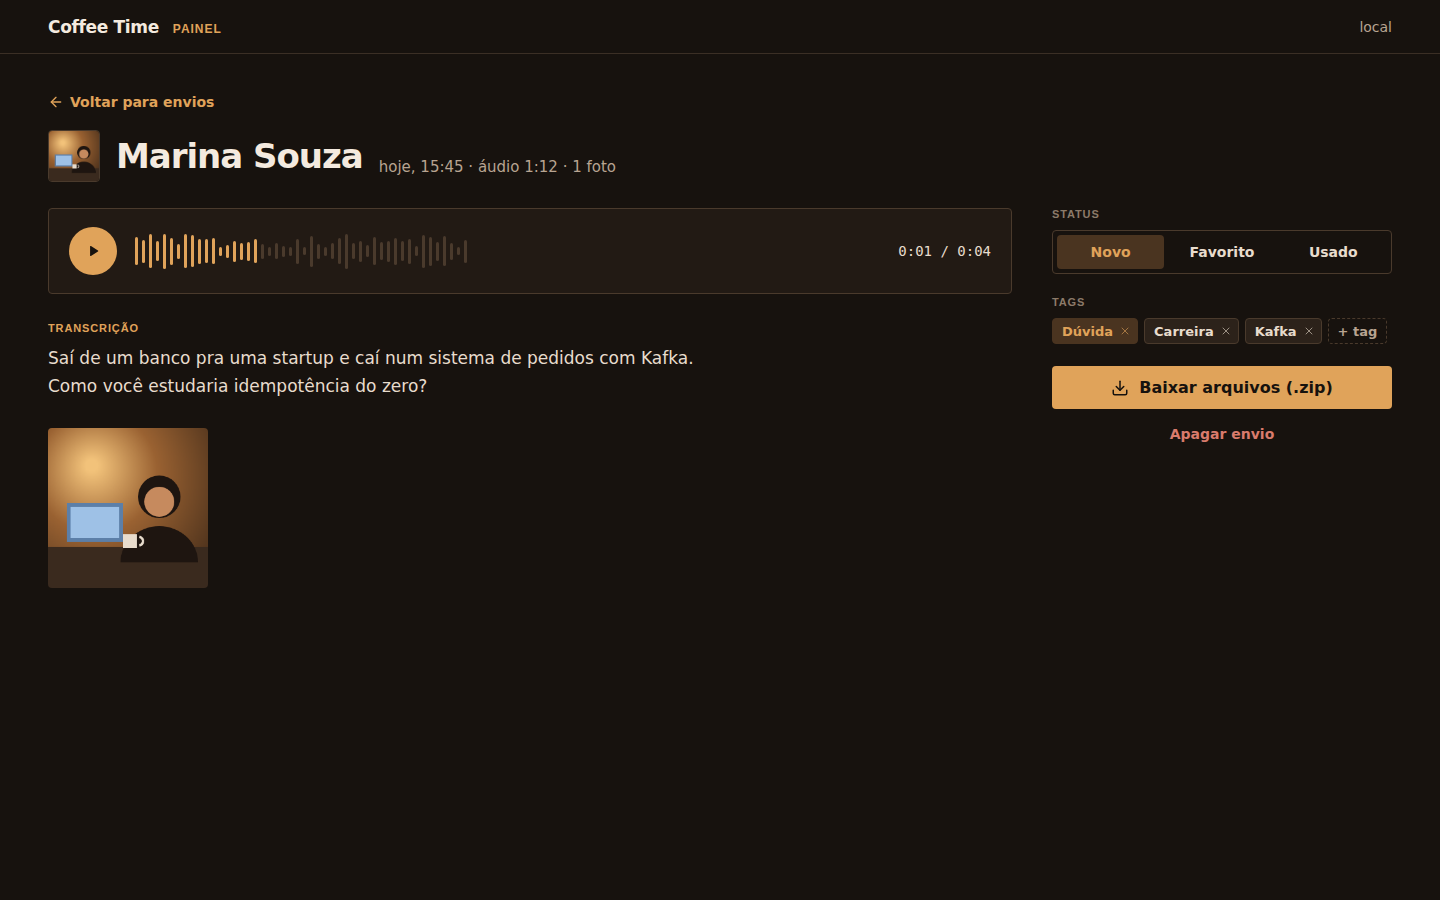 Coffee Time PAINEL
local
Voltar para envios
Marina Souza
hoje, 15:45 · áudio 1:12 · 1 foto
0:01 / 0:04
TRANSCRIÇÃO
Saí de um banco pra uma startup e caí num sistema de pedidos com Kafka.
Como você estudaria idempotência do zero?
STATUS
Novo Favorito Usado
TAGS
Dúvida Carreira Kafka + tag
Baixar arquivos (.zip)
Apagar envio